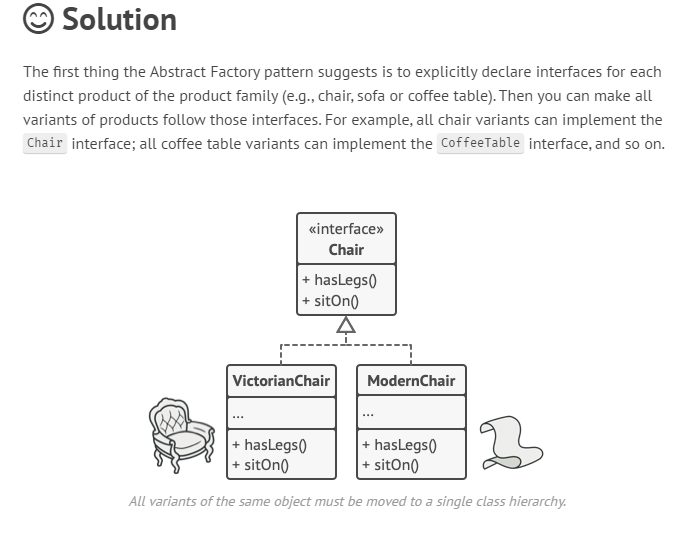 Solution
The first thing the Abstract Factory pattern suggests is to explicitly declare interfaces for each
distinct product of the product family (e.g., chair, sofa or coffee table). Then you can make all
variants of products follow those interfaces. For example, all chair variants can implement the
Chair interface; all coffee table variants can implement the CoffeeTable interface, and so on.
«interface»
Chair
+ hasLegs()
+ sitOn()
VictorianChair
...
+ hasLegs()
+ sitOn()
ModernChair
...
+ hasLegs()
+ sitOn()
All variants of the same object must be moved to a single class hierarchy.